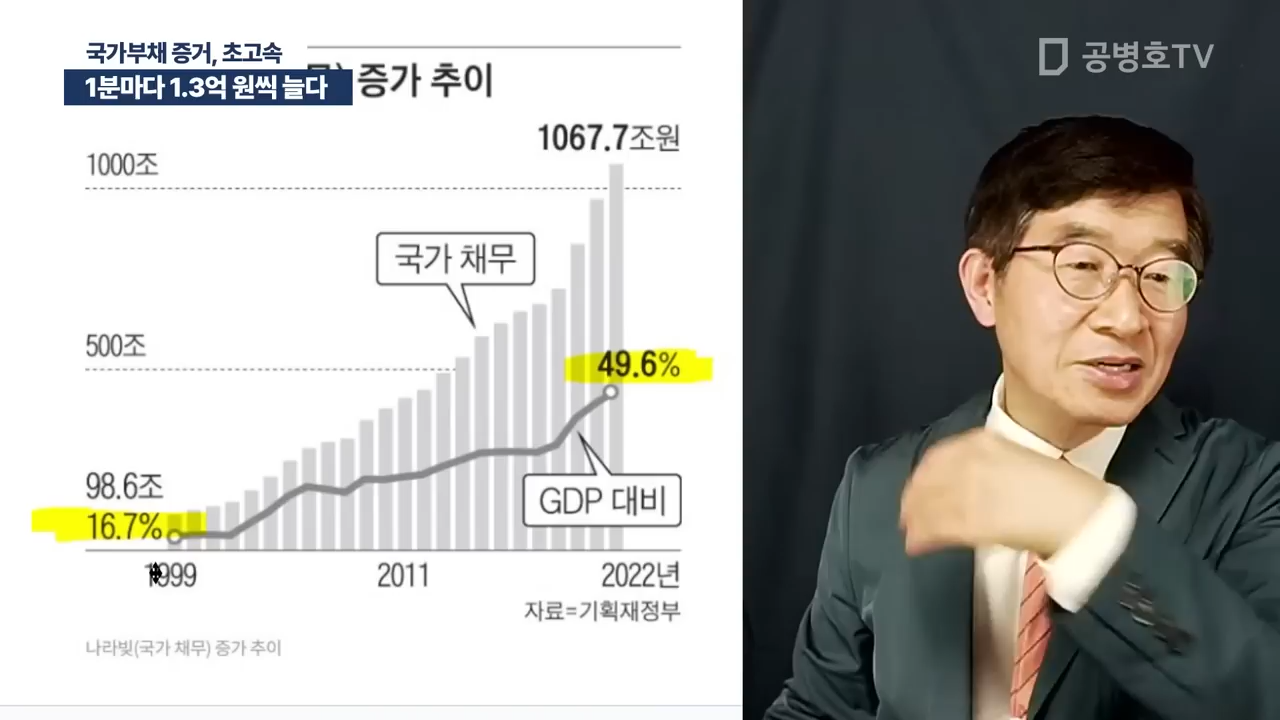 국가부채 증거, 초고속
1분마다 1.3억 원씩 늘다
증가 추이
공병호TV
1067.7조원
1000조
국가 채무
500조
49.6%
98.6조
16.7%
GDP 대비
1999
2011
2022년
자료=기획재정부
나라빚(국가 채무) 증가 추이